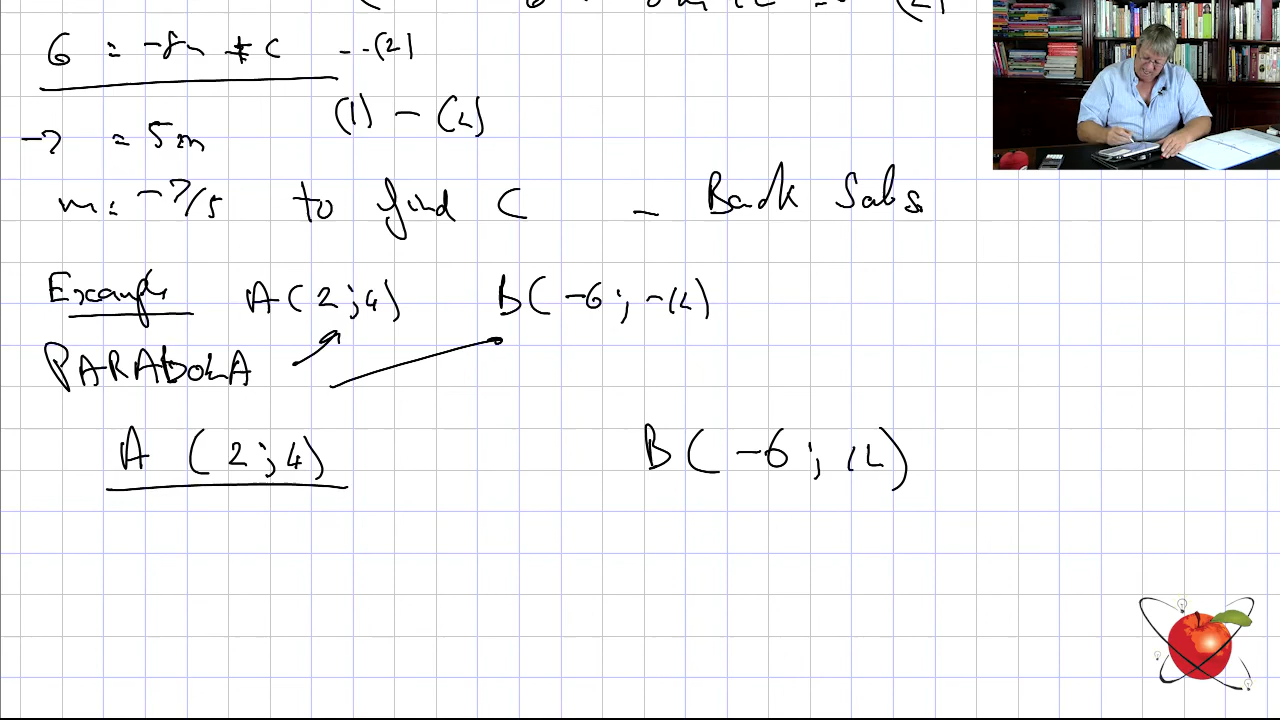 6 = -8m + c --(2)
(1) - (2)
-7 = 5m
m = -7/5 to find C - Back Subs
Example A(2;4) B(-6; -12)
PARABOLA
A (2;4) B(-6; 12)